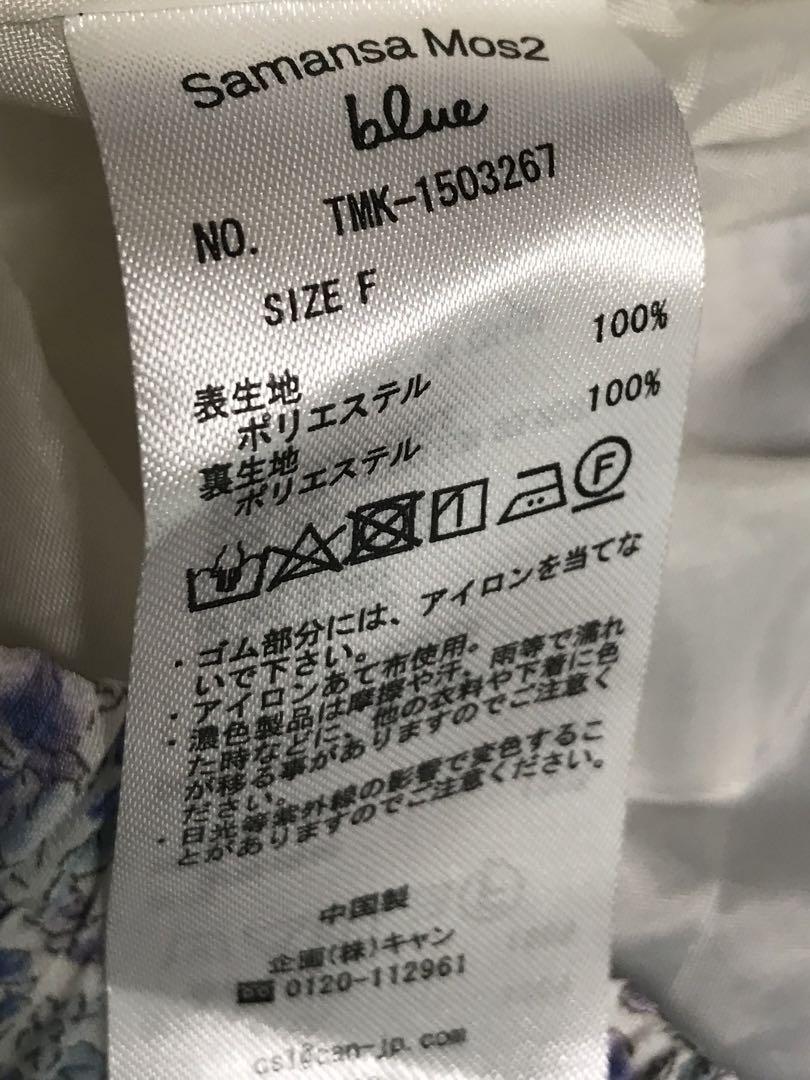 Samansa Mos2
blue
NO. TMK-1503267
SIZE F
表生地
ポリエステル 100%
裏生地
ポリエステル 100%
F
・ゴム部分には、アイロンを当てな
いで下さい。
・アイロンあて布使用。
・濃色製品は摩擦や汗、雨等で濡れ
た時などに、他の衣料や下着に色
が移る事がありますのでご注意く
ださい。
・日光等紫外線の影響で変色するこ
とがありますのでご注意ください。
中国製
企画(株)キャン
0120-112961
cs1@can-jp.com